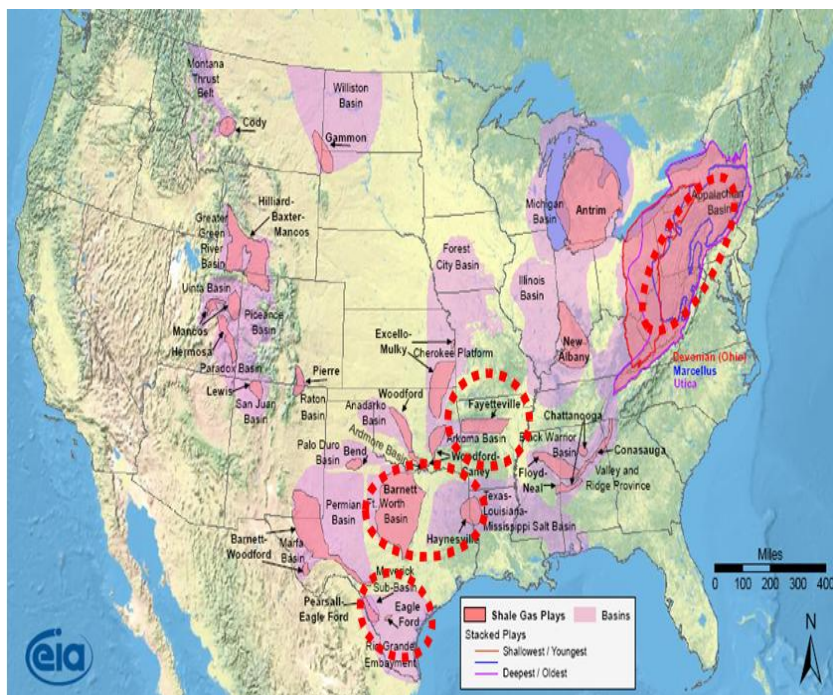 Montana
Thrust
Belt
Cody
Williston
Basin
Gammon
Hilliard-
Baxter-
Mancos
Greater
Green
River
Basin
Uinta Basin
Mancos
Piceance
Basin
Hermosa
Paradox Basin
Lewis
San Juan
Basin
Pierre
Raton
Basin
Forest
City Basin
Excello-
Mulky
Cherokee Platform
Michigan
Basin
Antrim
Illinois
Basin
New
Albany
Appalachian
Basin
Devonian (Ohio)
Marcellus
Utica
Woodford
Anadarko
Basin
Ardmore Basin
Palo Duro
Basin
Bend
Fayetteville
Arkoma Basin
Woodford-
Caney
Chattanooga
Black Warrior
Basin
Conasauga
Floyd-
Neal
Valley and
Ridge Province
Permian
Basin
Barnett
Ft. Worth
Basin
Haynesville
Texas-
Louisiana-
Mississippi Salt Basin
Barnett-
Woodford
Marfa
Basin
Maverick
Sub-Basin
Pearsall-
Eagle Ford
Eagle
Ford
Rio Grande
Embayment
Miles
0 100 200 300 400
N
Shale Gas Plays
Basins
Stacked Plays
Shallowest / Youngest
Deepest / Oldest
eia